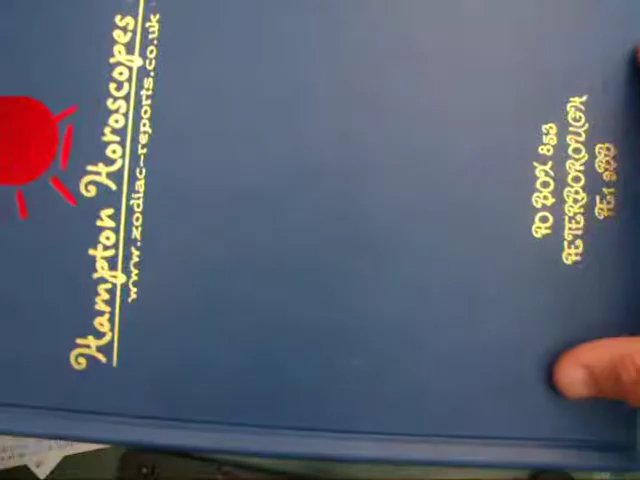 Hampton Horoscopes
www.zodiac-reports.co.uk
PO BOX 853
PETERBOROUGH
PE1 9BB